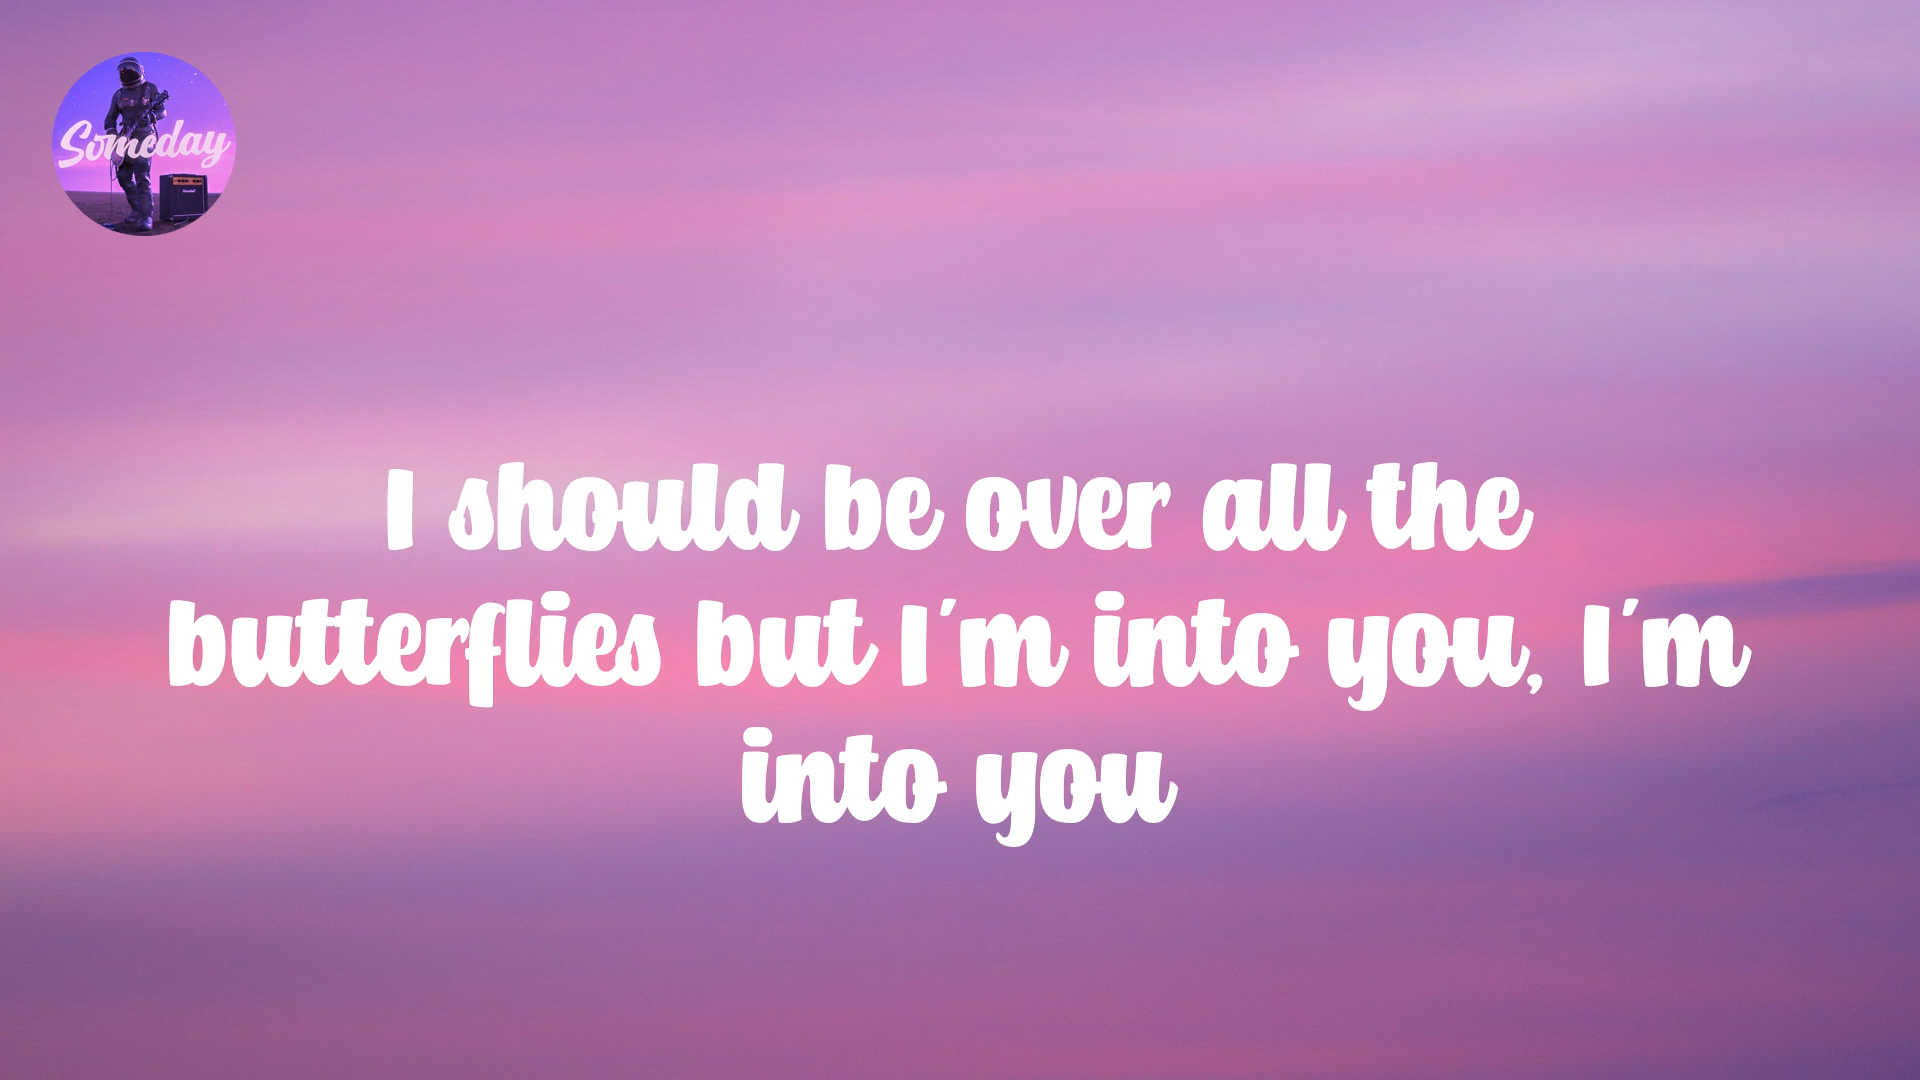 Someday
I should be over all the
butterflies but I'm into you, I'm
into you